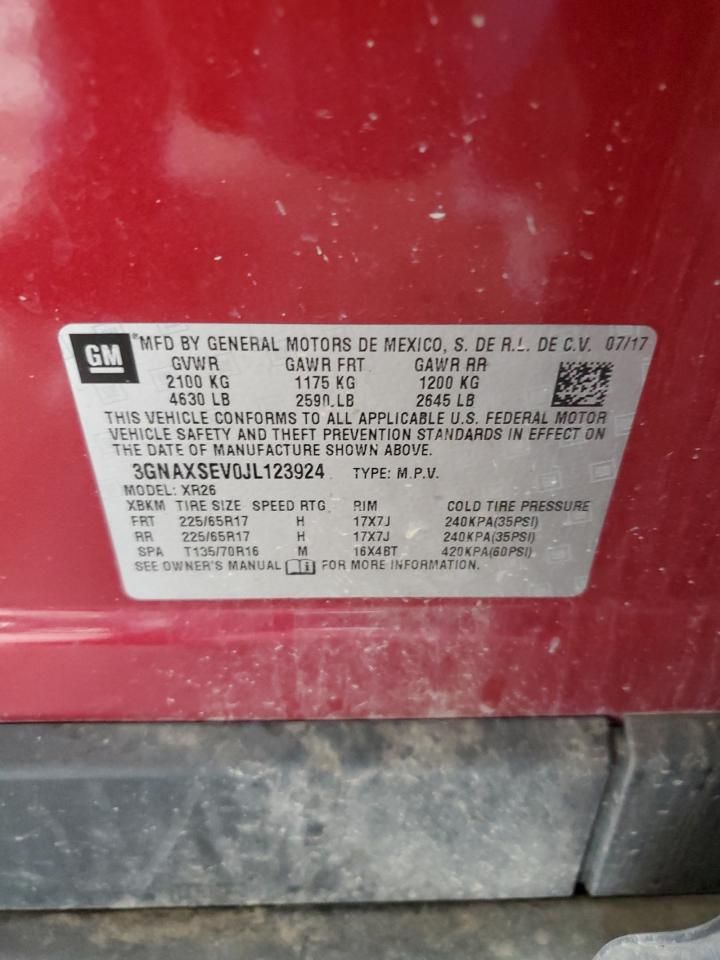 GM
MFD BY GENERAL MOTORS DE MEXICO, S. DE R.L. DE C.V. 07/17
GVWR GAWR FRT GAWR RR
2100 KG 1175 KG 1200 KG
4630 LB 2590 LB 2645 LB
THIS VEHICLE CONFORMS TO ALL APPLICABLE U.S. FEDERAL MOTOR
VEHICLE SAFETY AND THEFT PREVENTION STANDARDS IN EFFECT ON
THE DATE OF MANUFACTURE SHOWN ABOVE.
3GNAXSEV0JL123924 TYPE: M.P.V.
MODEL: XR26
XBKM TIRE SIZE SPEED RTG RIM COLD TIRE PRESSURE
FRT 225/65R17 H 17X7J 240KPA(35PSI)
RR 225/65R17 H 17X7J 240KPA(35PSI)
SPA T135/70R16 M 16X4BT 420KPA(60PSI)
SEE OWNER'S MANUAL FOR MORE INFORMATION.